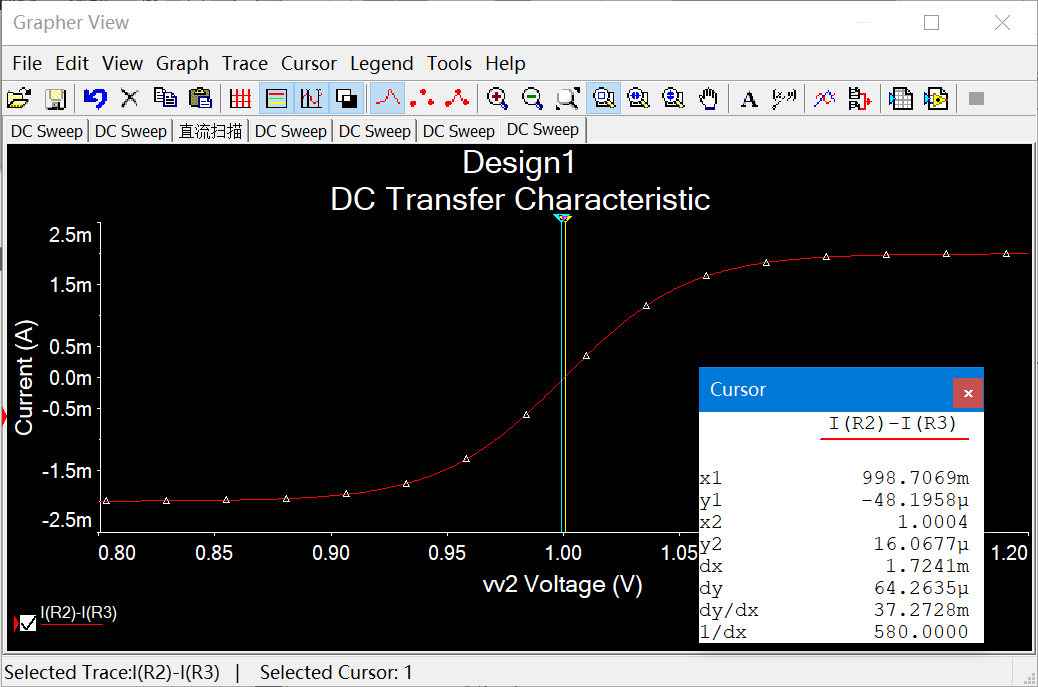 Grapher View
File Edit View Graph Trace Cursor Legend Tools Help
A (x,y)
DC Sweep DC Sweep 直流扫描 DC Sweep DC Sweep DC Sweep DC Sweep
Design1
DC Transfer Characteristic
2.5m
1.5m
0.5m
0.0m
-0.5m
-1.5m
-2.5m
Current (A)
0.80 0.85 0.90 0.95 1.00 1.05 1.20
vv2 Voltage (V)
I(R2)-I(R3)
Cursor
I(R2)-I(R3)
x1 998.7069m
y1 -48.1958μ
x2 1.0004
y2 16.0677μ
dx 1.7241m
dy 64.2635μ
dy/dx 37.2728m
1/dx 580.0000
Selected Trace:I(R2)-I(R3) | Selected Cursor: 1